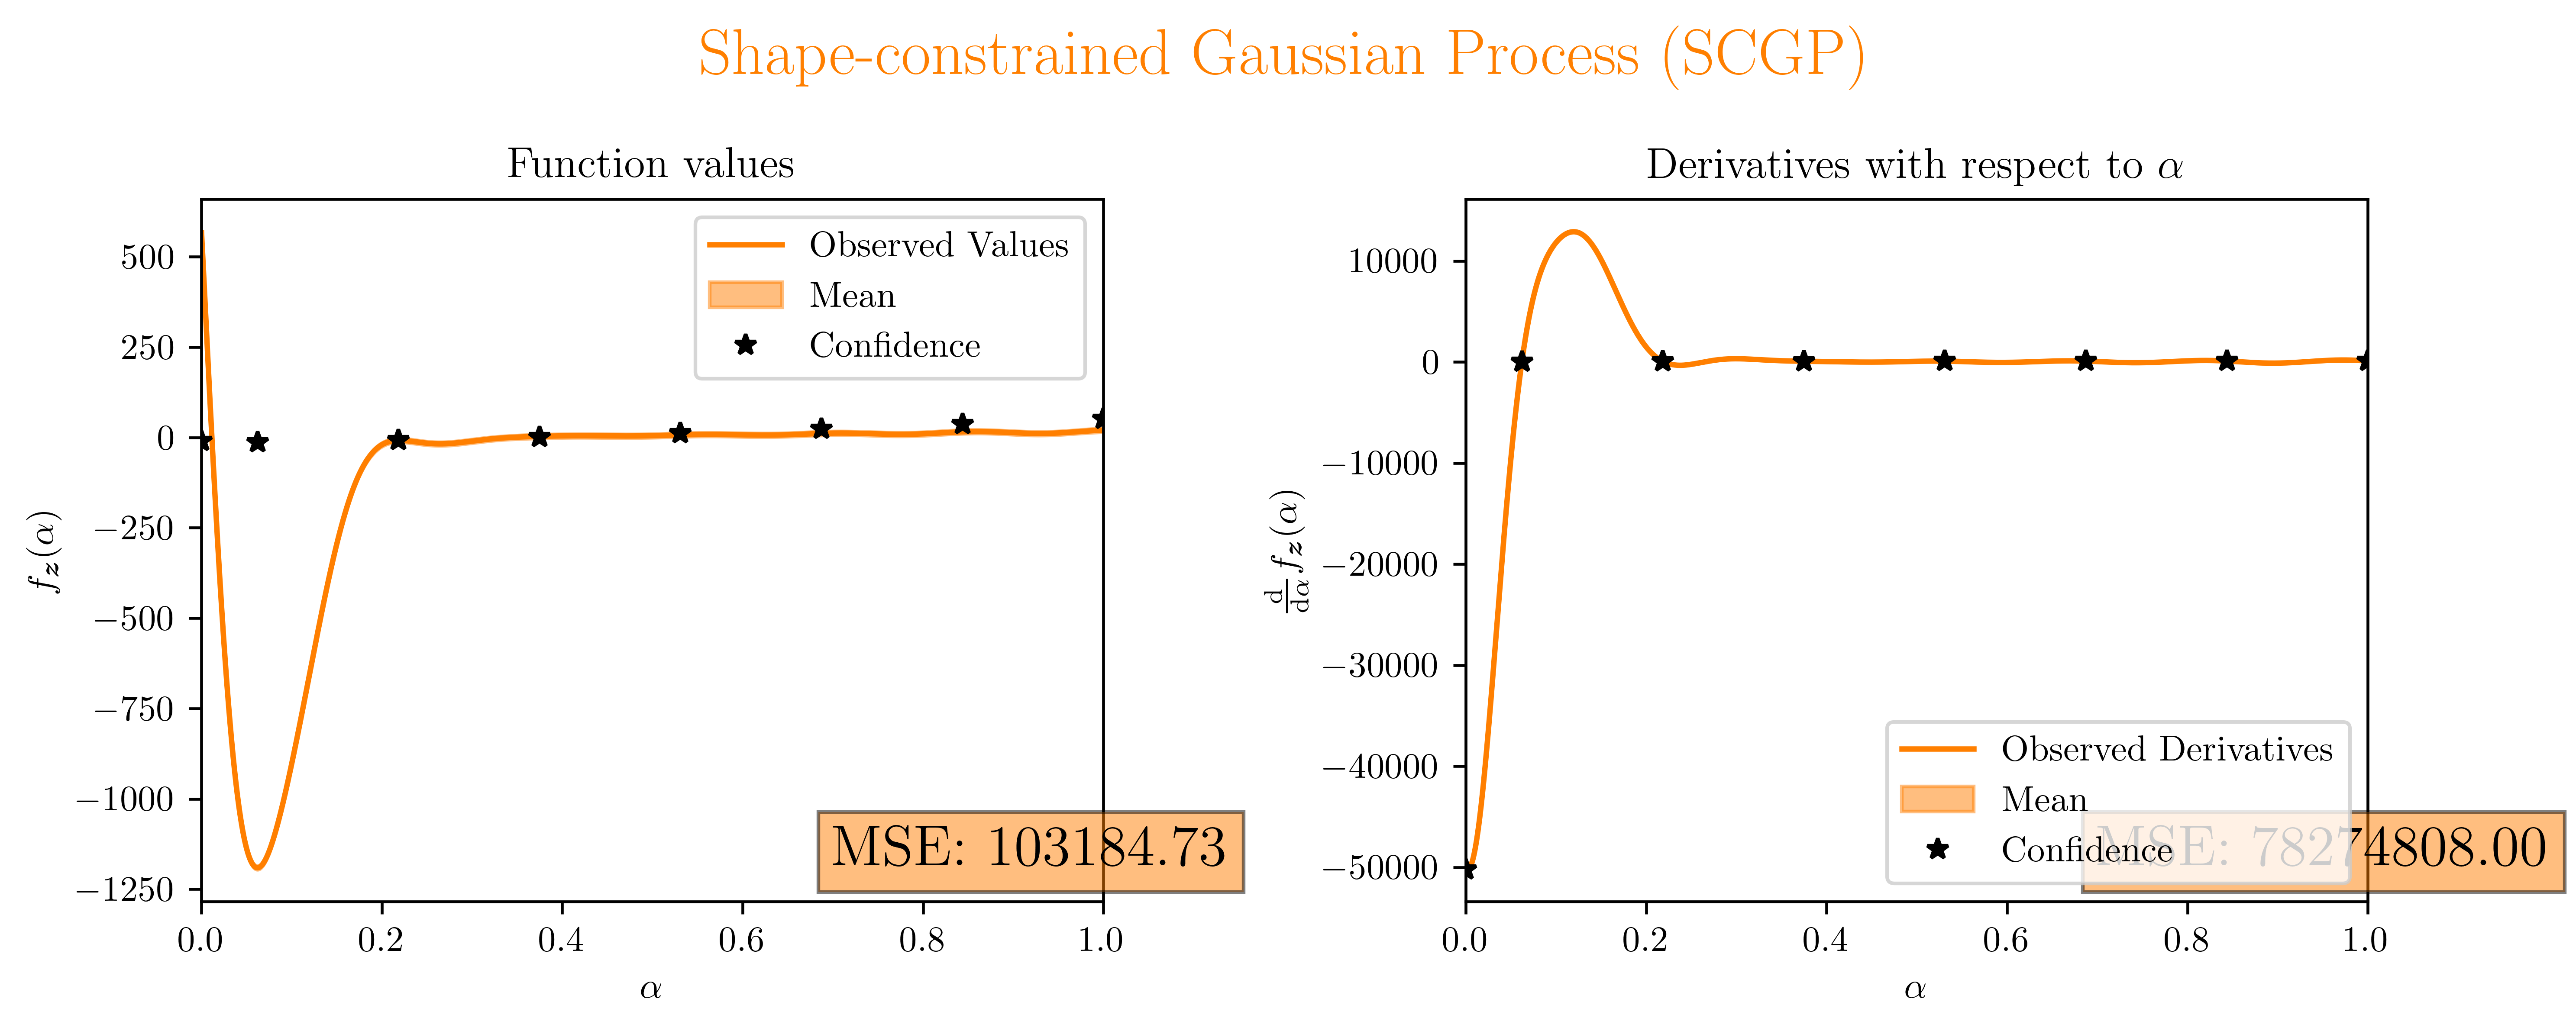 Shape-constrained Gaussian Process (SCGP)
Function values
500
250
0
−250
−500
−750
−1000
−1250
f_z(α)
Observed Values
Mean
Confidence
MSE: 103184.73
0.0 0.2 0.4 0.6 0.8 1.0
α
Derivatives with respect to α
10000
0
−10000
−20000
−30000
−40000
−50000
d/dα f_z(α)
Observed Derivatives
Mean
Confidence
MSE: 78274808.00
0.0 0.2 0.4 0.6 0.8 1.0
α